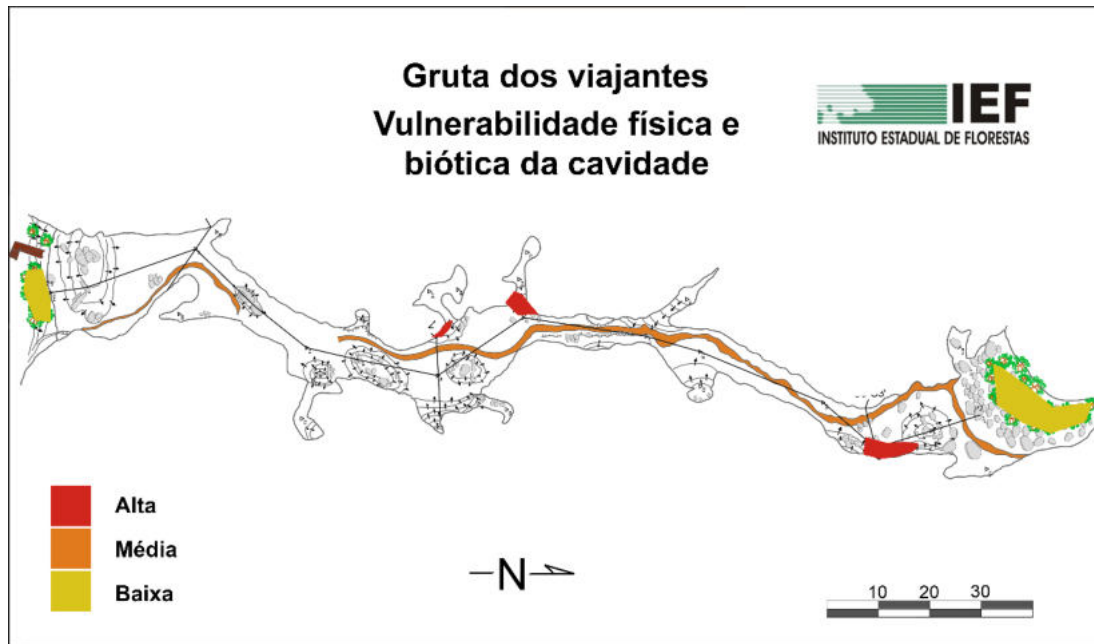 Gruta dos viajantes
Vulnerabilidade física e
biótica da cavidade
IEF
INSTITUTO ESTADUAL DE FLORESTAS
Alta
Média
Baixa
N
10 20 30